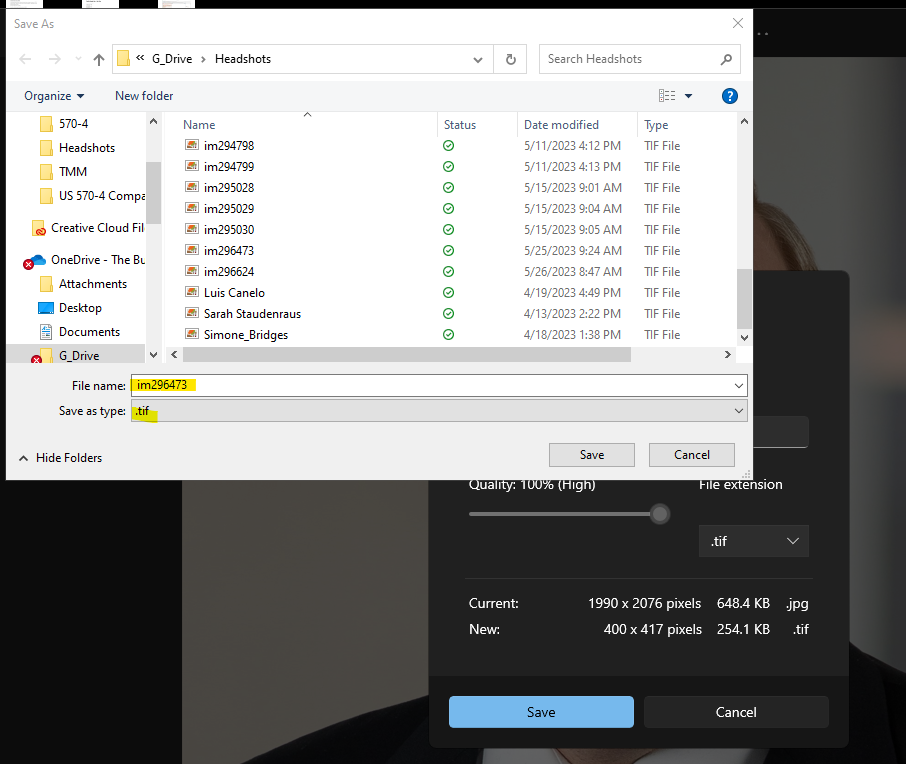 Save As
« G_Drive › Headshots
Search Headshots
Organize
New folder
?
570-4
Headshots
TMM
US 570-4 Compa
Creative Cloud Fil
OneDrive - The Bu
Attachments
Desktop
Documents
G_Drive
Name Status Date modified Type
im294798 5/11/2023 4:12 PM TIF File
im294799 5/11/2023 4:13 PM TIF File
im295028 5/15/2023 9:01 AM TIF File
im295029 5/15/2023 9:04 AM TIF File
im295030 5/15/2023 9:05 AM TIF File
im296473 5/25/2023 9:24 AM TIF File
im296624 5/26/2023 8:47 AM TIF File
Luis Canelo 4/19/2023 4:49 PM TIF File
Sarah Staudenraus 4/13/2023 2:22 PM TIF File
Simone_Bridges 4/18/2023 1:38 PM TIF File
File name: im296473
Save as type: .tif
Hide Folders
Save
Cancel
Quality: 100% (High)
File extension
.tif
Current: 1990 x 2076 pixels 648.4 KB .jpg
New: 400 x 417 pixels 254.1 KB .tif
Save
Cancel